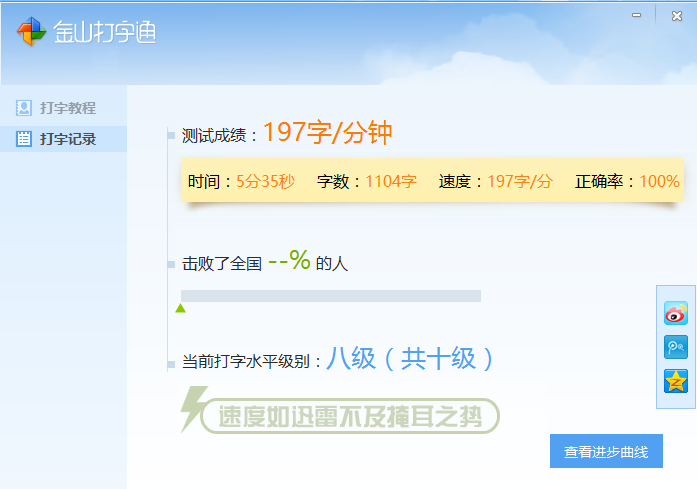 金山打字通
打字教程
打字记录
测试成绩：197字/分钟
时间：5分35秒 字数：1104字 速度：197字/分 正确率：100%
击败了全国 --% 的人
当前打字水平级别：八级（共十级）
速度如迅雷不及掩耳之势
查看进步曲线